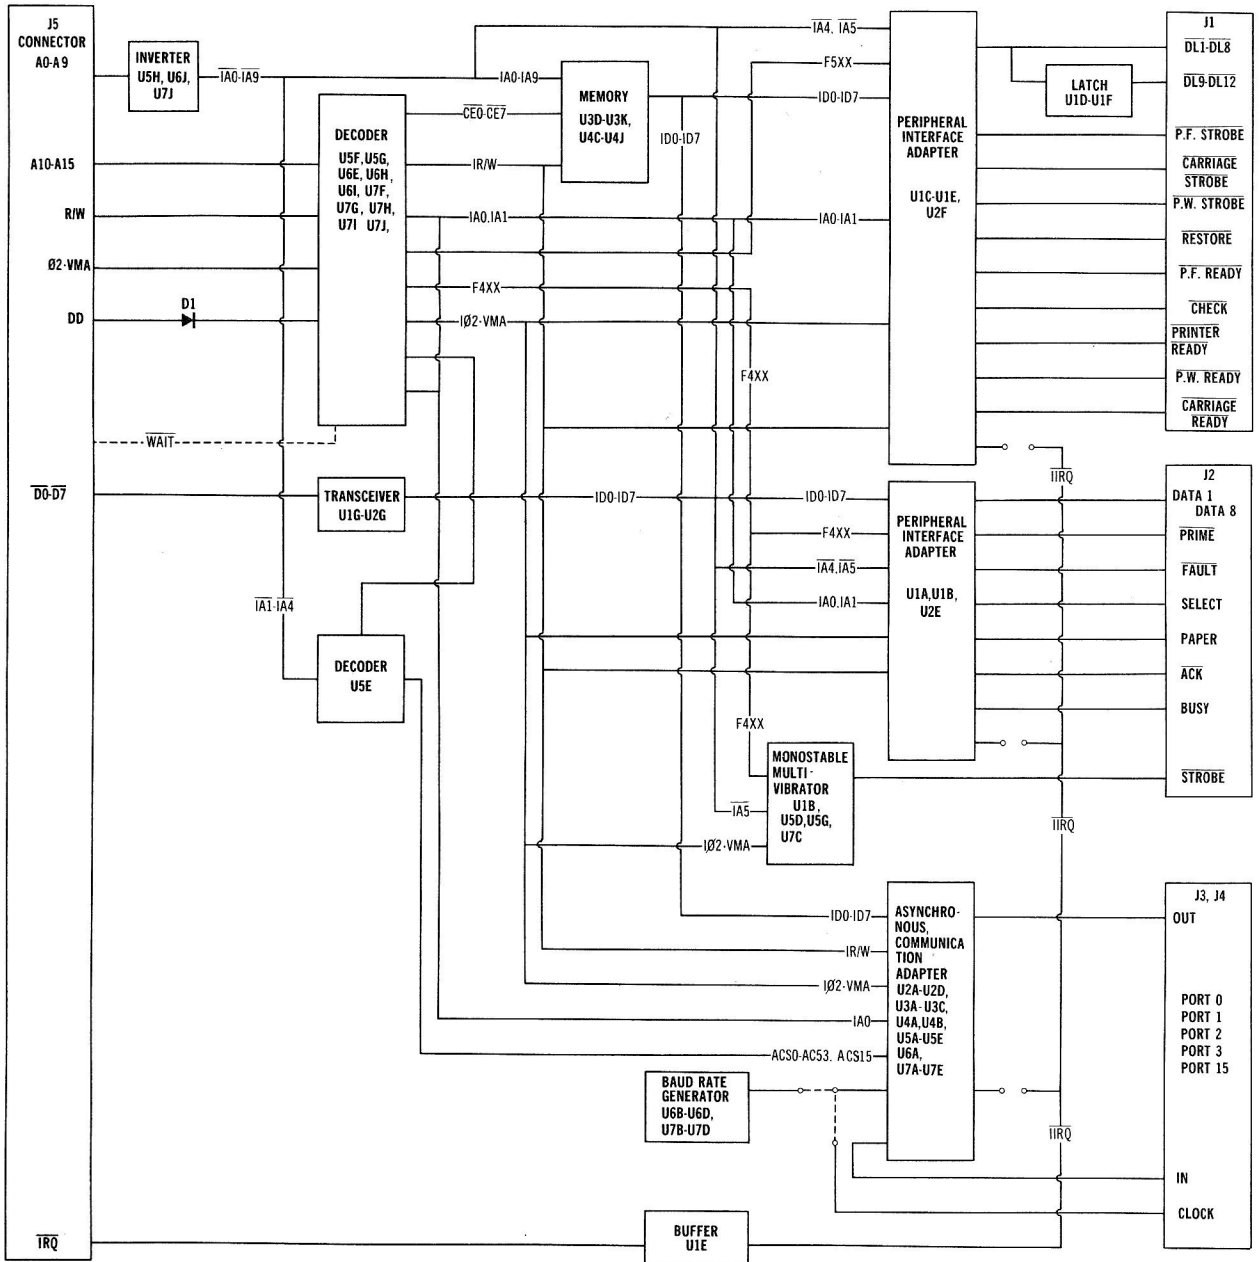 J5
CONNECTOR
A0-A9
A10-A15
R/W
Ø2·VMA
DD
D0-D7
IRQ
INVERTER
U5H, U6J,
U7J
IA0-IA9
D1
WAIT
IA1-IA4
DECODER
U5F, U5G,
U6E, U6H,
U6I, U7F,
U7G, U7H,
U7I U7J,
TRANSCEIVER
U1G-U2G
DECODER
U5E
IA0-IA9
CE0-CE7
IR/W
IA0,IA1
F4XX
IØ2·VMA
MEMORY
U3D-U3K,
U4C-U4J
ID0-ID7
ID0-ID7
F4XX
F4XX
IA4, IA5
F5XX
ID0-ID7
IA0-IA1
PERIPHERAL
INTERFACE
ADAPTER
U1C-U1E,
U2F
LATCH
U1D-U1F
J1
DL1-DL8
DL9-DL12
P.F. STROBE
CARRIAGE
STROBE
P.W. STROBE
RESTORE
P.F. READY
CHECK
PRINTER
READY
P.W. READY
CARRIAGE
READY
IIRQ
ID0-ID7
F4XX
IA4,IA5
IA0,IA1
PERIPHERAL
INTERFACE
ADAPTER
U1A,U1B,
U2E
J2
DATA 1
DATA 8
PRIME
FAULT
SELECT
PAPER
ACK
BUSY
STROBE
IA5
IØ2·VMA
MONOSTABLE
MULTI-
VIBRATOR
U1B,
U5D,U5G,
U7C
IIRQ
ID0-ID7
IR/W
IØ2-VMA
IA0
ACS0-AC53. ACS15
ASYNCHRO-
NOUS,
COMMUNICA
TION
ADAPTER
U2A-U2D,
U3A-U3C,
U4A,U4B,
U5A-U5E
U6A,
U7A-U7E
BAUD RATE
GENERATOR
U6B-U6D,
U7B-U7D
IIRQ
J3, J4
OUT
PORT 0
PORT 1
PORT 2
PORT 3
PORT 15
IN
CLOCK
BUFFER
U1E